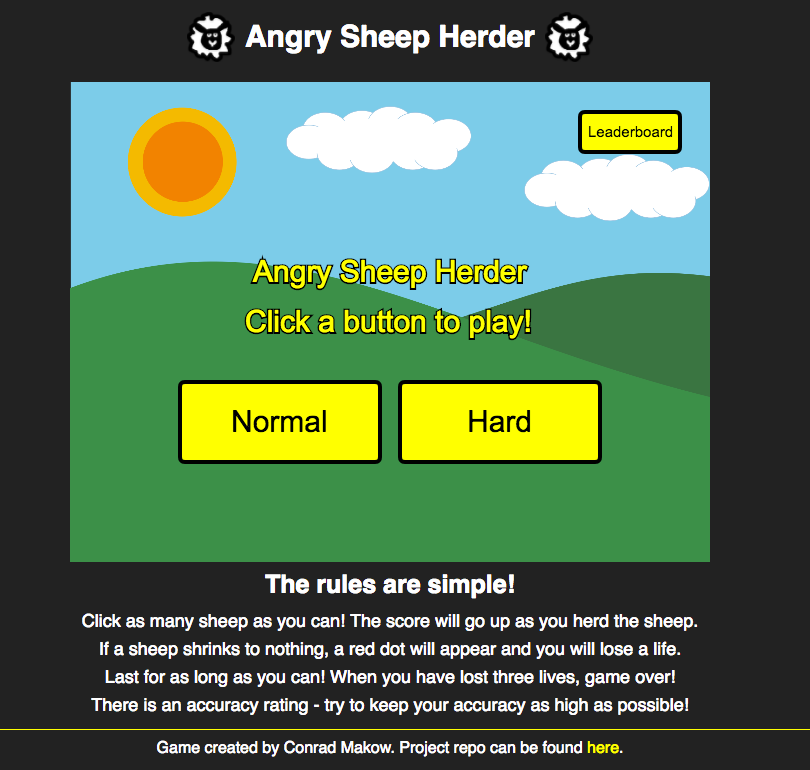 Angry Sheep Herder
Leaderboard
Angry Sheep Herder
Click a button to play!
Normal
Hard
The rules are simple!
Click as many sheep as you can! The score will go up as you herd the sheep.
If a sheep shrinks to nothing, a red dot will appear and you will lose a life.
Last for as long as you can! When you have lost three lives, game over!
There is an accuracy rating - try to keep your accuracy as high as possible!
Game created by Conrad Makow. Project repo can be found here.